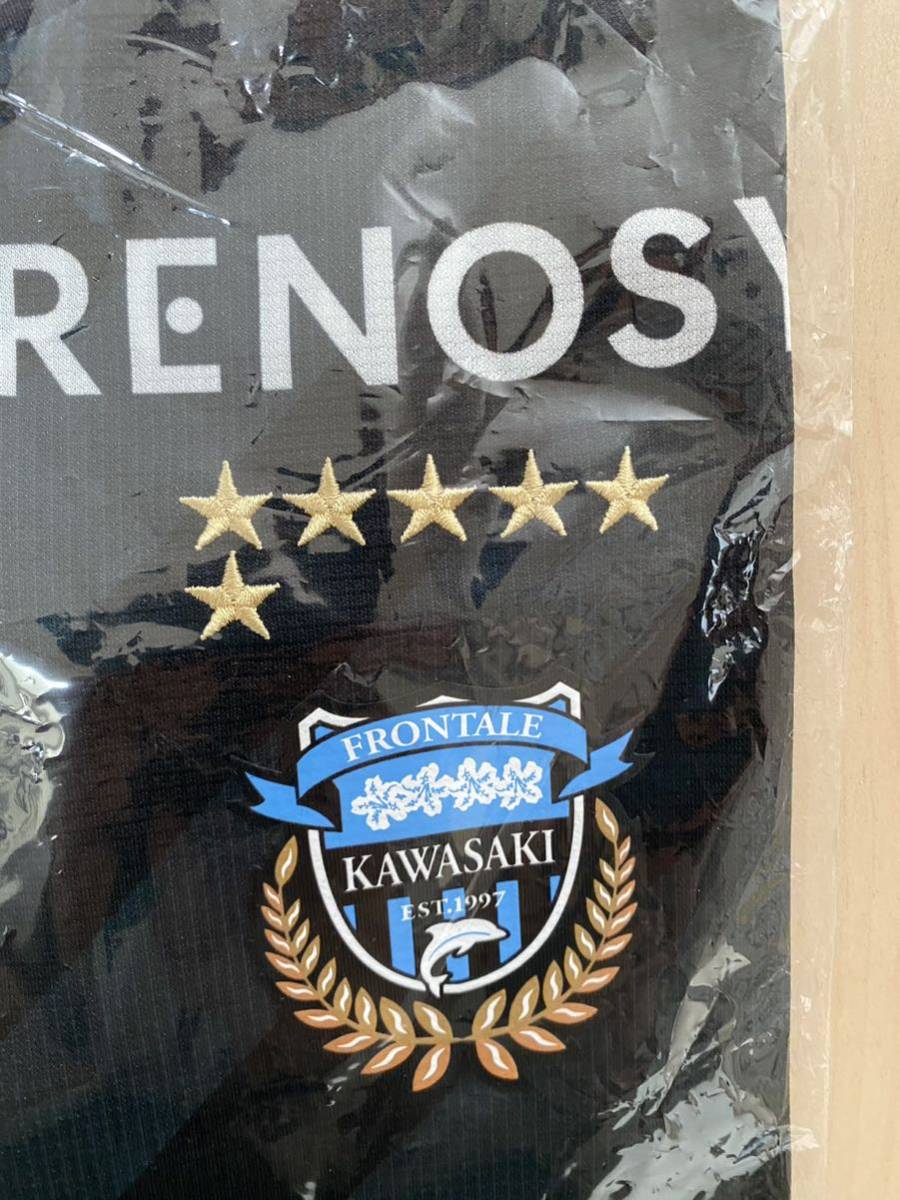 RENOSY
FRONTALE
KAWASAKI
EST.1997